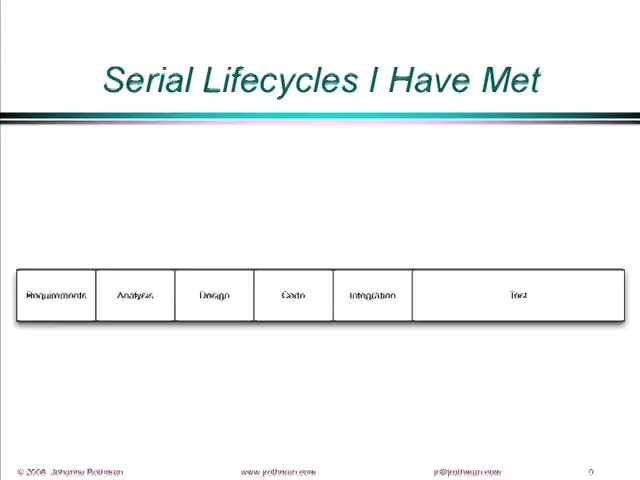 Serial Lifecycles I Have Met
Requirements Analysis Design Code Integration Test
© 2008 Johanna Rothman www.jrothman.com jr@jrothman.com